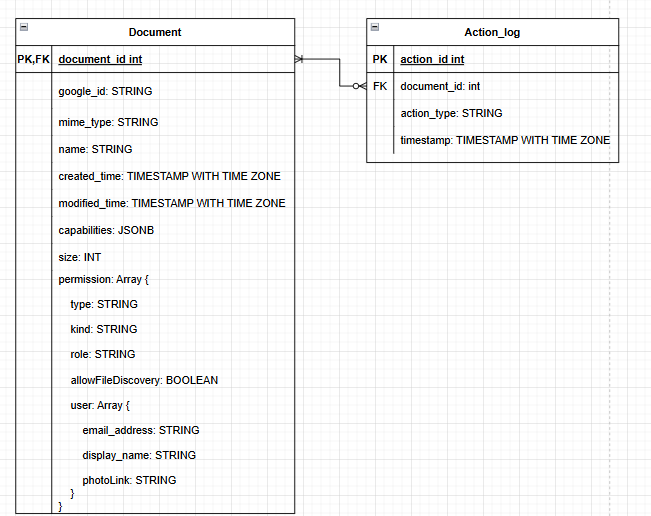 Document
PK,FK document_id int
google_id: STRING
mime_type: STRING
name: STRING
created_time: TIMESTAMP WITH TIME ZONE
modified_time: TIMESTAMP WITH TIME ZONE
capabilities: JSONB
size: INT
permission: Array {
type: STRING
kind: STRING
role: STRING
allowFileDiscovery: BOOLEAN
user: Array {
email_address: STRING
display_name: STRING
photoLink: STRING
}
}
Action_log
PK action_id int
FK document_id: int
action_type: STRING
timestamp: TIMESTAMP WITH TIME ZONE